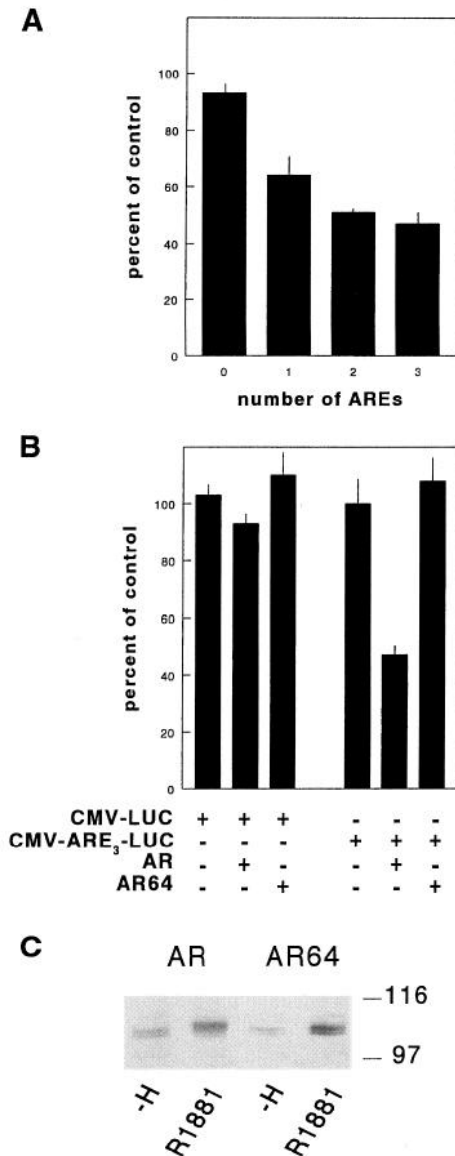 A
percent of control
100
80
60
40
20
0
0 1 2 3
number of AREs
B
percent of control
100
80
60
40
20
0
CMV-LUC + + + - - -
CMV-ARE3-LUC - - - + + +
AR - + - - + -
AR64 - - + - - +
C
AR AR64
116
97
-H R1881 -H R1881